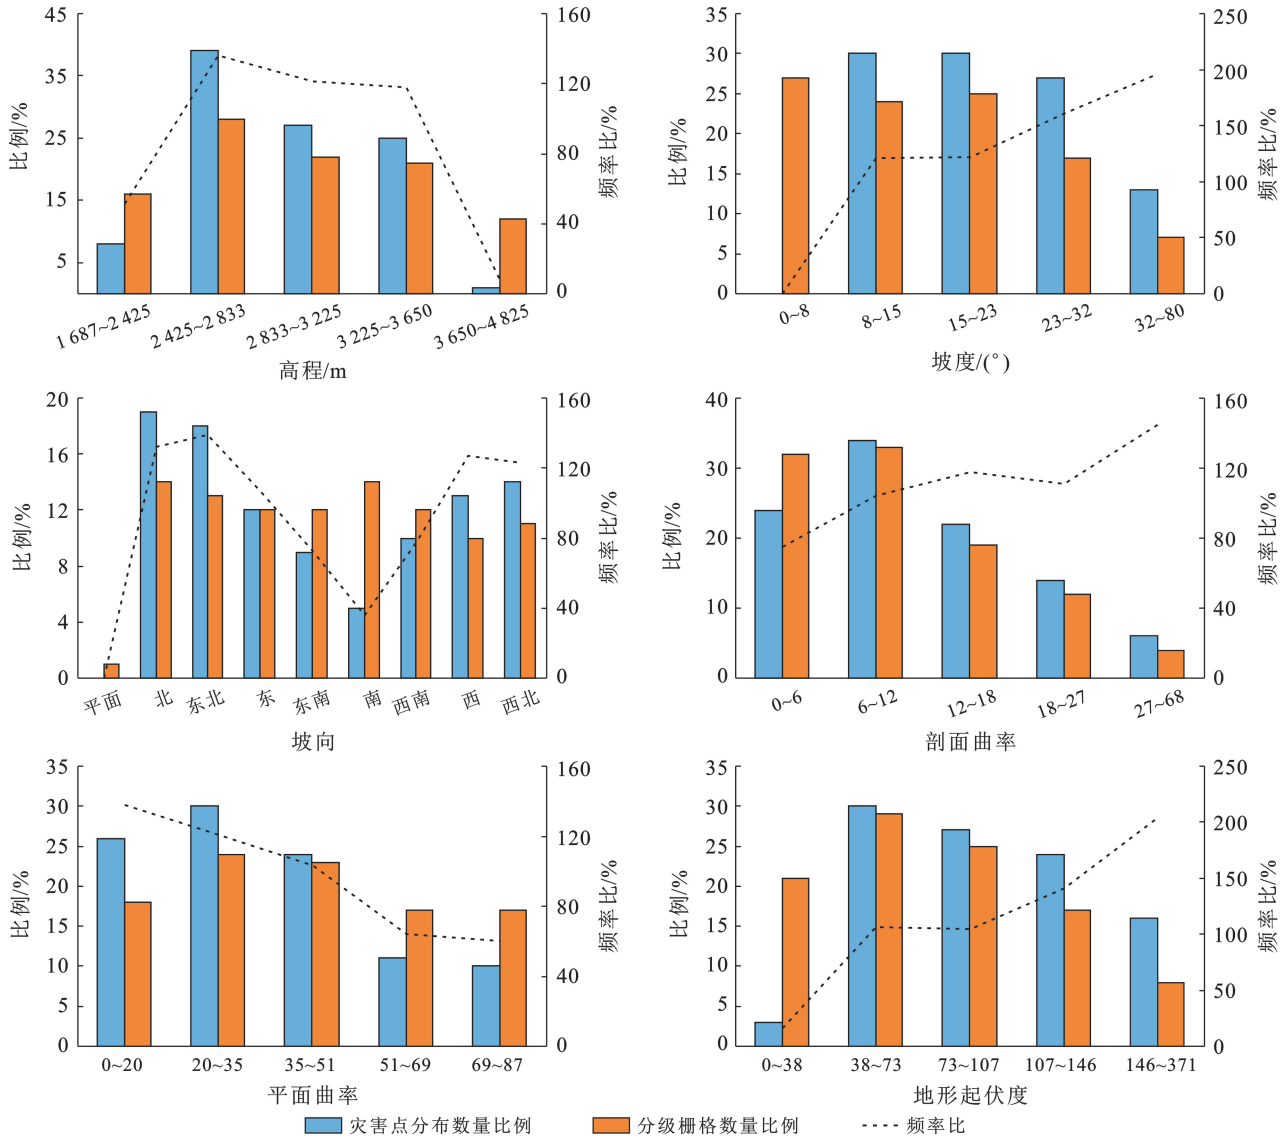 45
35
25
15
5
160
120
80
40
0
比例/%
频率比/%
1 687~2 425
2 425~2 833
2 833~3 225
3 225~3 650
3 650~4 825
高程/m
35
30
25
20
15
10
5
0
250
200
150
100
50
0
比例/%
频率比/%
0~8
8~15
15~23
23~32
32~80
坡度/(°)
20
16
12
8
4
0
160
120
80
40
0
比例/%
频率比/%
平面
北
东北
东
东南
南
西南
西
西北
坡向
40
30
20
10
0
160
120
80
40
0
比例/%
频率比/%
0~6
6~12
12~18
18~27
27~68
剖面曲率
35
30
25
20
15
10
5
0
160
120
80
40
0
比例/%
频率比/%
0~20
20~35
35~51
51~69
69~87
平面曲率
35
30
25
20
15
10
5
0
250
200
150
100
50
0
比例/%
频率比/%
0~38
38~73
73~107
107~146
146~371
地形起伏度
灾害点分布数量比例
分级栅格数量比例
频率比